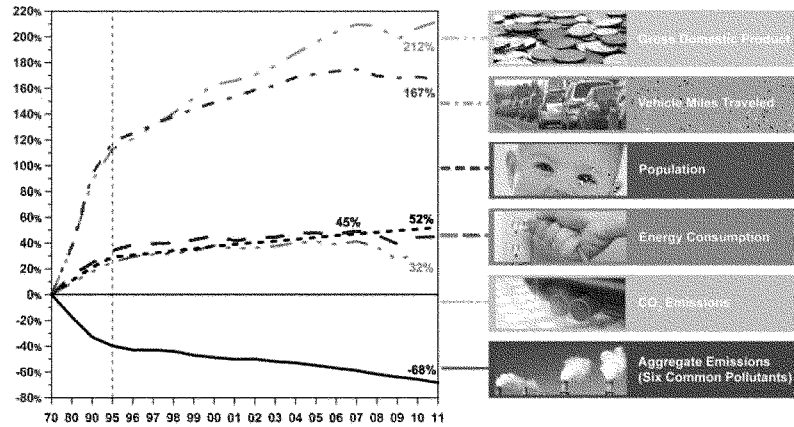 220%
200%
180%
160%
140%
120%
100%
80%
60%
40%
20%
0%
-20%
-40%
-60%
-80%
212%
167%
45%
52%
32%
-68%
70 80 90 95 96 97 98 99 00 01 02 03 04 05 06 07 08 09 10 11
Gross Domestic Product
Vehicle Miles Traveled
Population
Energy Consumption
CO₂ Emissions
Aggregate Emissions
(Six Common Pollutants)